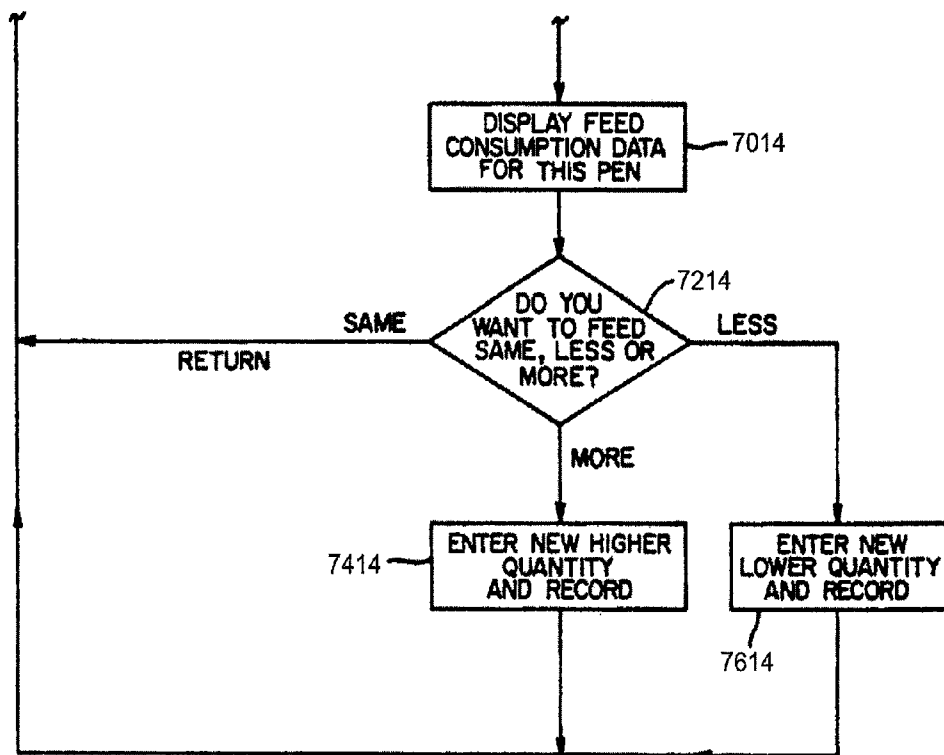 DISPLAY FEED
CONSUMPTION DATA
FOR THIS PEN
7014
7214
DO YOU
WANT TO FEED
SAME, LESS OR
MORE?
SAME
LESS
RETURN
MORE
7414
ENTER NEW HIGHER
QUANTITY
AND RECORD
ENTER NEW
LOWER QUANTITY
AND RECORD
7614